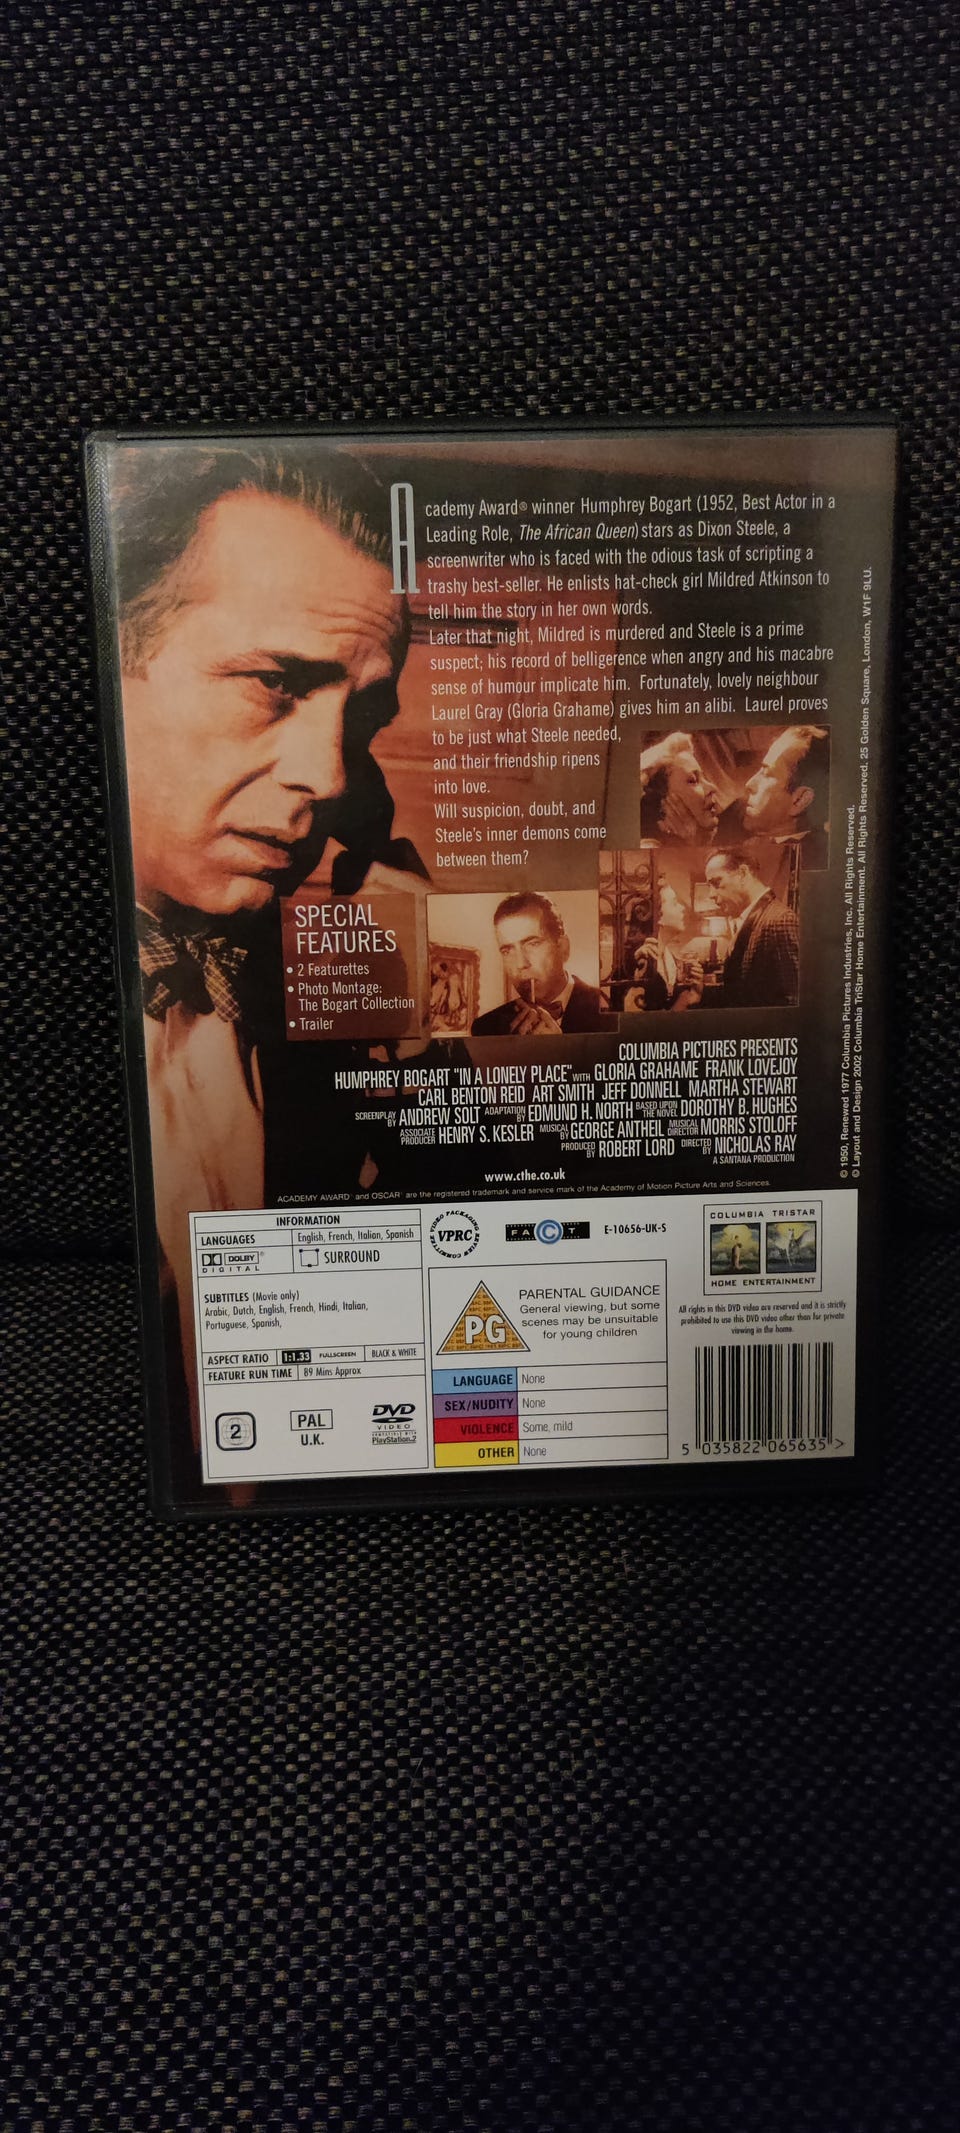 Academy Award® winner Humphrey Bogart (1952, Best Actor in a
Leading Role, The African Queen) stars as Dixon Steele, a
screenwriter who is faced with the odious task of scripting a
trashy best-seller. He enlists hat-check girl Mildred Atkinson to
tell him the story in her own words.
Later that night, Mildred is murdered and Steele is a prime
suspect; his record of belligerence when angry and his macabre
sense of humour implicate him. Fortunately, lovely neighbour
Laurel Gray (Gloria Grahame) gives him an alibi. Laurel proves
to be just what Steele needed,
and their friendship ripens
into love.
Will suspicion, doubt, and
Steele's inner demons come
between them?
SPECIAL
FEATURES
• 2 Featurettes
• Photo Montage:
The Bogart Collection
• Trailer
COLUMBIA PICTURES PRESENTS
HUMPHREY BOGART "IN A LONELY PLACE" WITH GLORIA GRAHAME FRANK LOVEJOY
CARL BENTON REID ART SMITH JEFF DONNELL MARTHA STEWART
SCREENPLAY BY ANDREW SOLT ADAPTATION BY EDMUND H. NORTH BASED UPON THE NOVEL DOROTHY B. HUGHES
ASSOCIATE PRODUCER HENRY S. KESLER MUSICAL BY GEORGE ANTHEIL MUSICAL DIRECTOR MORRIS STOLOFF
PRODUCED BY ROBERT LORD DIRECTED BY NICHOLAS RAY
A SANTANA PRODUCTION
www.cthe.co.uk
ACADEMY AWARD® and OSCAR® are the registered trademark and service mark of the Academy of Motion Picture Arts and Sciences.
© 1950, Renewed 1977 Columbia Pictures Industries, Inc. All Rights Reserved.
© Layout and Design 2002 Columbia TriStar Home Entertainment. All Rights Reserved. 25 Golden Square, London, W1F 9LU.
INFORMATION
LANGUAGES English, French, Italian, Spanish
DOLBY DIGITAL SURROUND
SUBTITLES (Movie only)
Arabic, Dutch, English, French, Hindi, Italian,
Portuguese, Spanish,
ASPECT RATIO 1:1.33 FULLSCREEN BLACK & WHITE
FEATURE RUN TIME 89 Mins Approx
2
PAL
U.K.
DVD
VIDEO
COMPATIBLE WITH
PlayStation.2
VIDEO PACKAGING REVIEW COMMITTEE
VPRC
FACT
E-10656-UK-S
PG
PARENTAL GUIDANCE
General viewing, but some
scenes may be unsuitable
for young children
LANGUAGE None
SEX/NUDITY None
VIOLENCE Some, mild
OTHER None
COLUMBIA TRISTAR
HOME ENTERTAINMENT
All rights in this DVD video are reserved and it is strictly
prohibited to use this DVD video other than for private
viewing in the home.
5 035822 065635 >